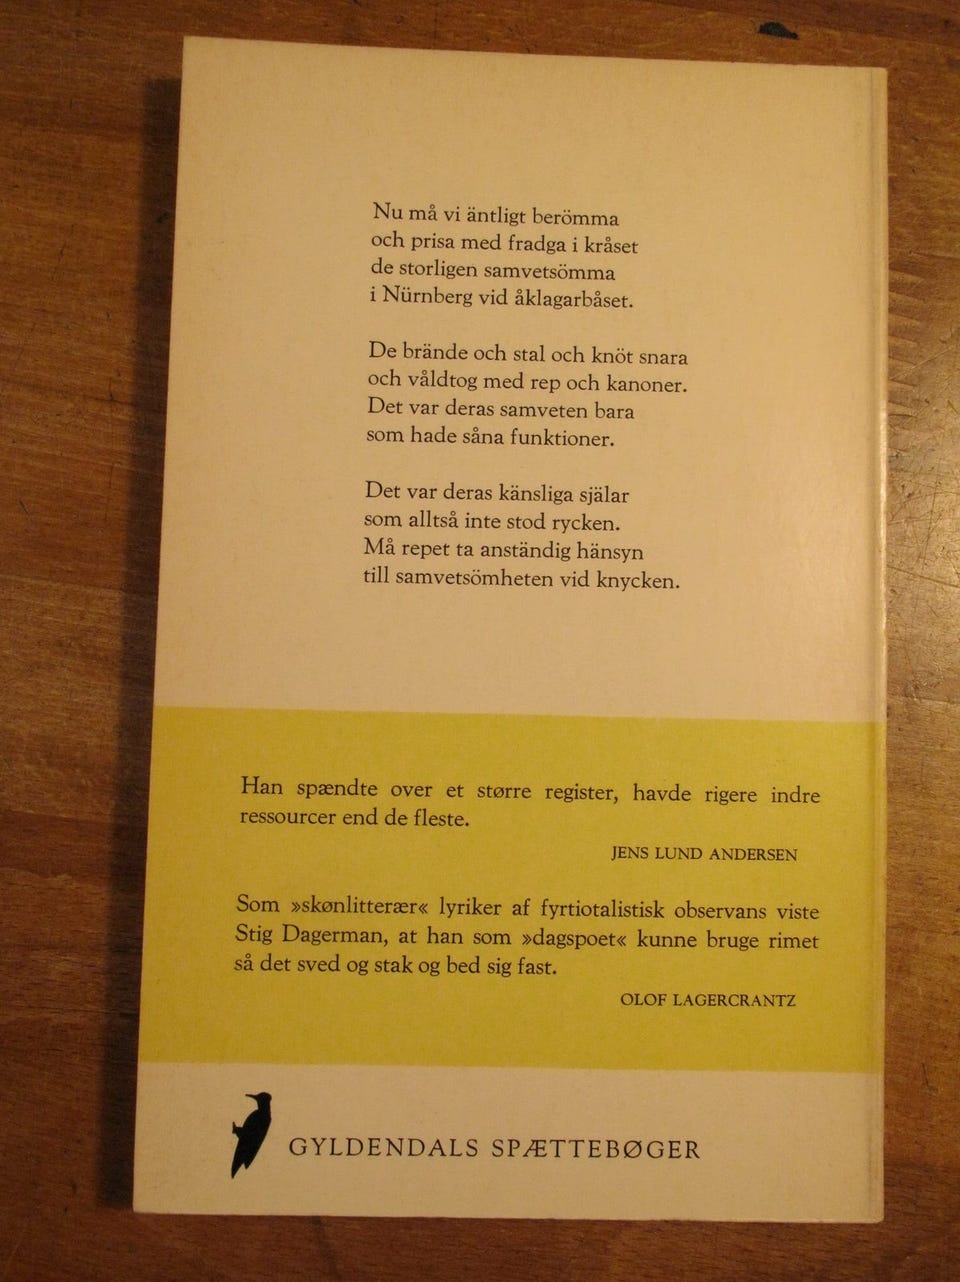 Nu må vi äntligt berömma
och prisa med fradga i kråset
de storligen samvetsömma
i Nürnberg vid åklagarbåset.
De brände och stal och knöt snara
och våldtog med rep och kanoner.
Det var deras samveten bara
som hade såna funktioner.
Det var deras känsliga själar
som alltså inte stod rycken.
Må repet ta anständig hänsyn
till samvetsömheten vid knycken.
Han spændte over et større register, havde rigere indre
ressourcer end de fleste.
JENS LUND ANDERSEN
Som »skønlitterær« lyriker af fyrtiotalistisk observans viste
Stig Dagerman, at han som »dagspoet« kunne bruge rimet
så det sved og stak og bed sig fast.
OLOF LAGERCRANTZ
GYLDENDALS SPÆTTEBØGER